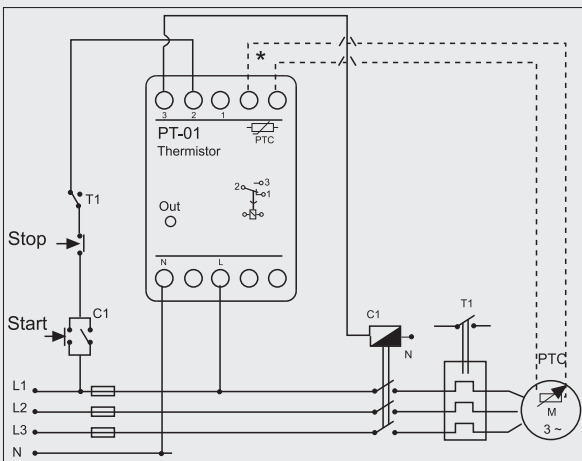 *
3 2 1
PTC
PT-01
Thermistor
2 3
1
T1
Out
Stop
N L
C1
Start
C1
T1
N
PTC
L1
L2
M
L3
3 ~
N